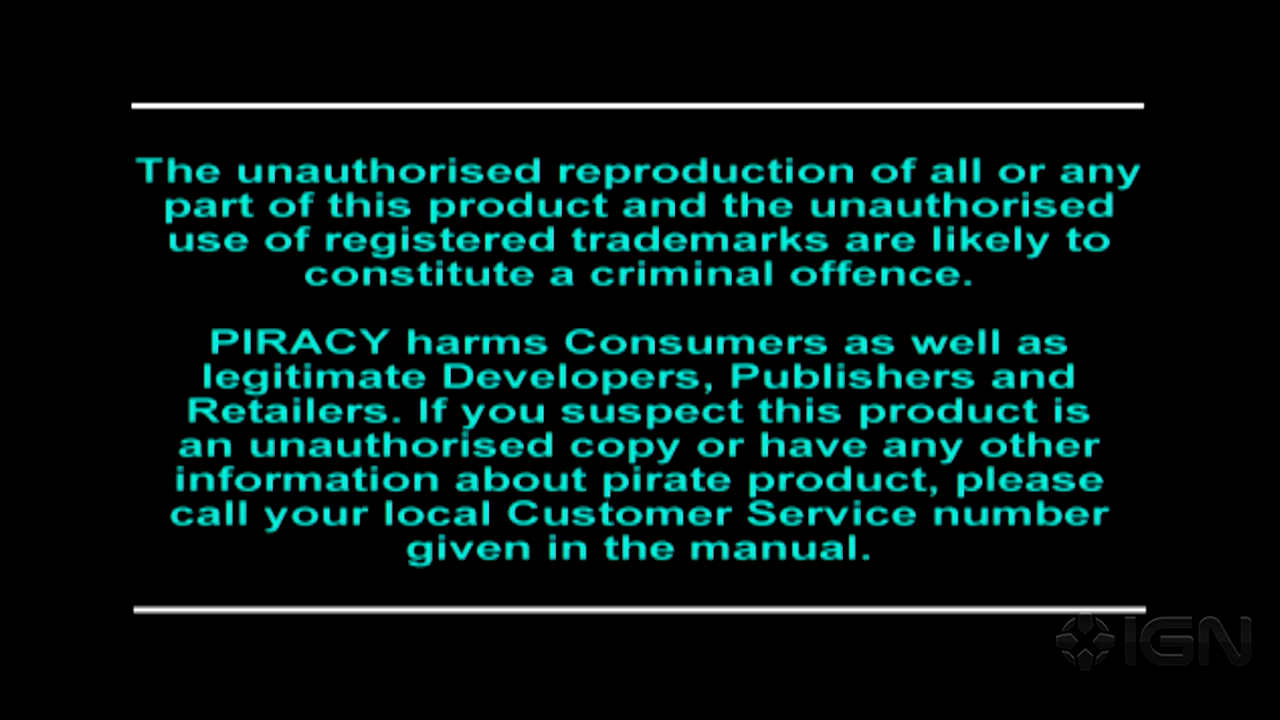 The unauthorised reproduction of all or any
part of this product and the unauthorised
use of registered trademarks are likely to
constitute a criminal offence.
PIRACY harms Consumers as well as
legitimate Developers, Publishers and
Retailers. If you suspect this product is
an unauthorised copy or have any other
information about pirate product, please
call your local Customer Service number
given in the manual.
IGN